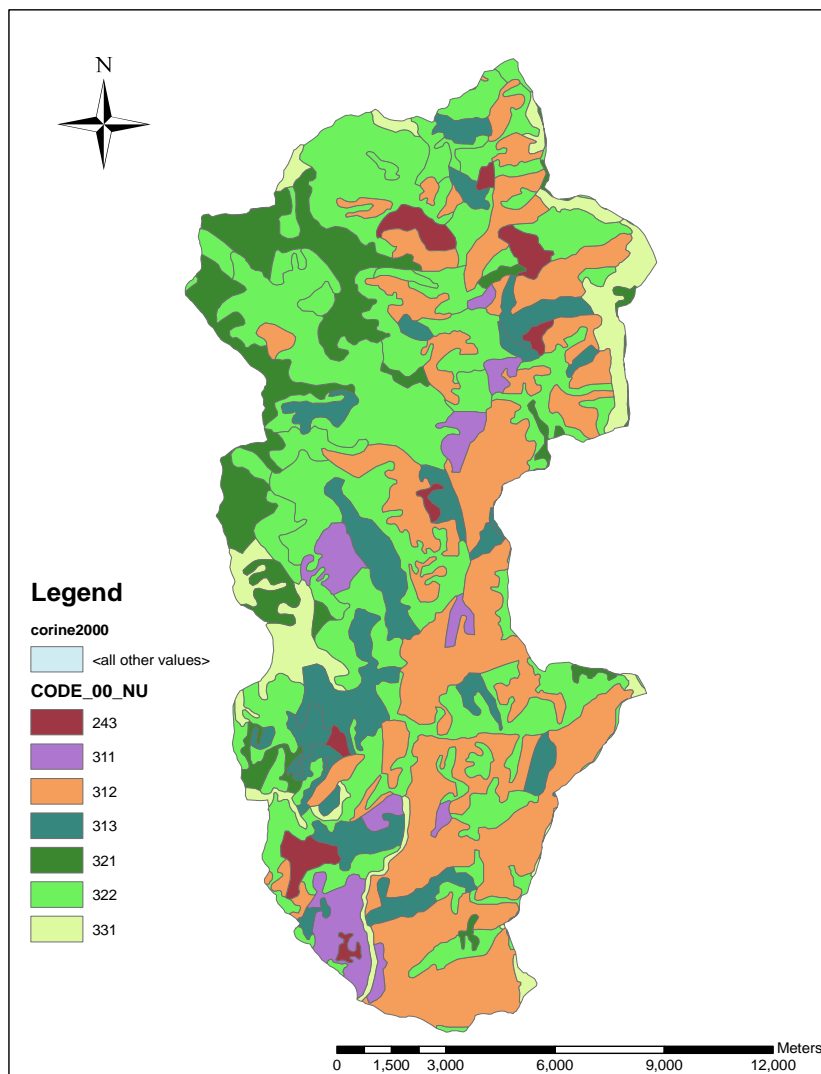 N
Legend
corine2000
<all other values>
CODE_00_NU
243
311
312
313
321
322
331
Meters
0 1,500 3,000 6,000 9,000 12,000